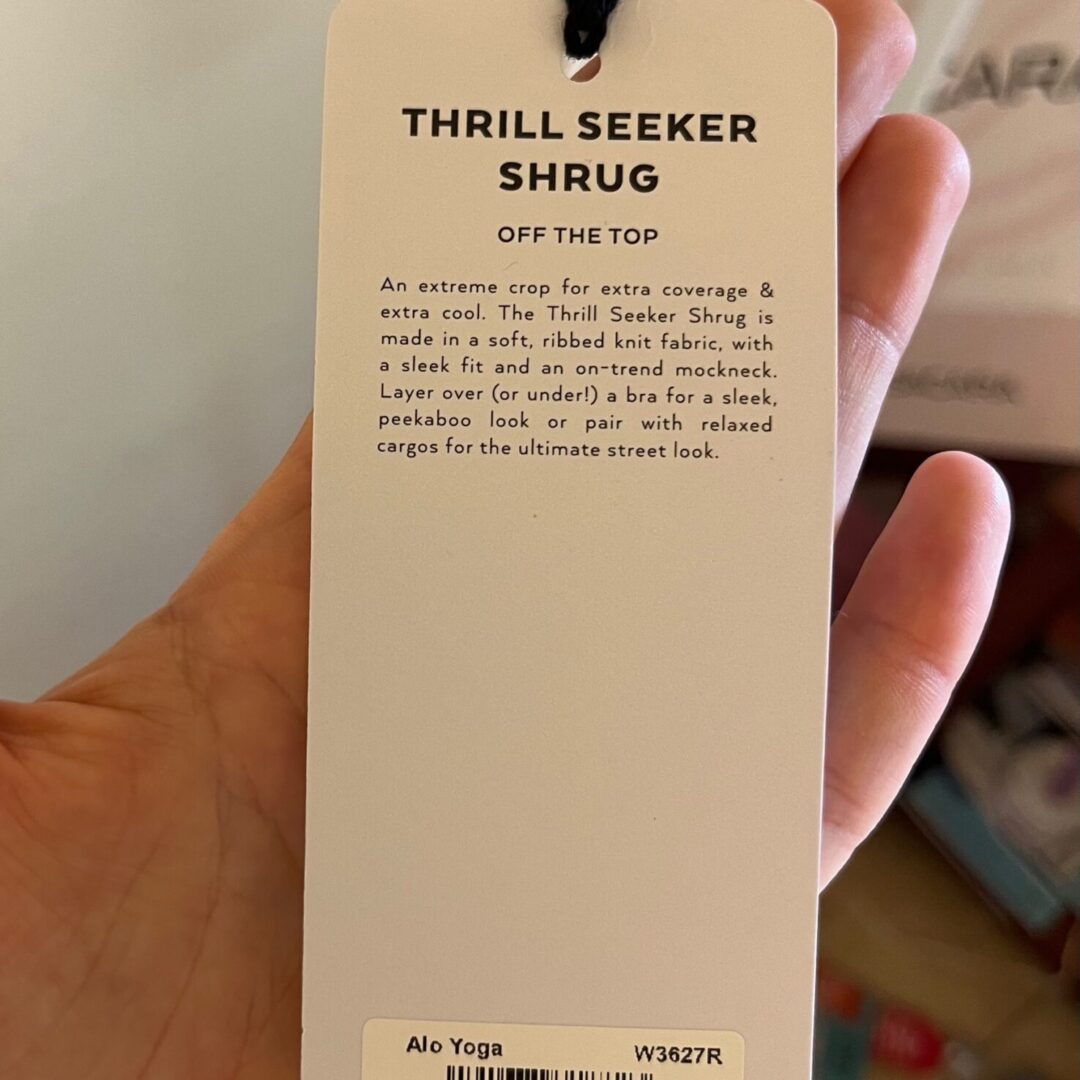 THRILL SEEKER
SHRUG
OFF THE TOP
An extreme crop for extra coverage &
extra cool. The Thrill Seeker Shrug is
made in a soft, ribbed knit fabric, with
a sleek fit and an on-trend mockneck.
Layer over (or under!) a bra for a sleek,
peekaboo look or pair with relaxed
cargos for the ultimate street look.
Alo Yoga W3627R